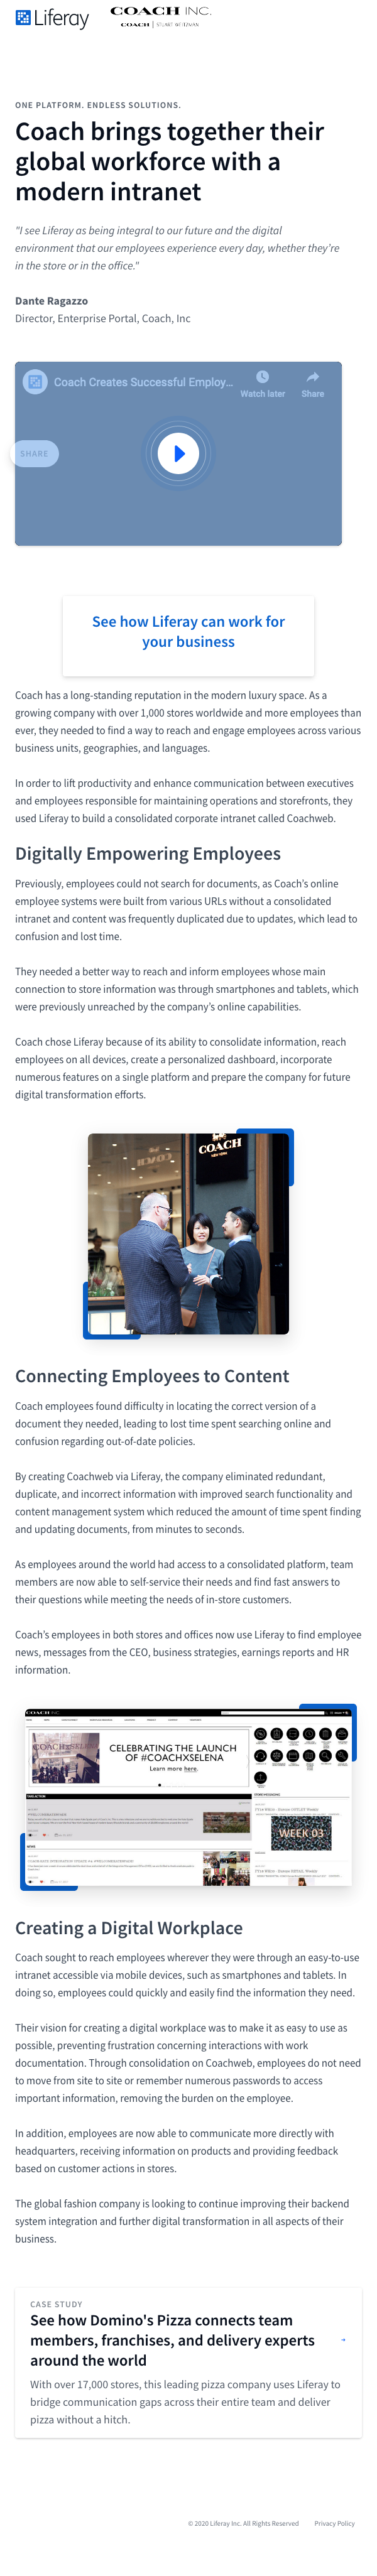 Liferay
COACH INC.
COACH | STUART WEITZMAN
ONE PLATFORM. ENDLESS SOLUTIONS.
Coach brings together their
global workforce with a
modern intranet
"I see Liferay as being integral to our future and the digital
environment that our employees experience every day, whether they're
in the store or in the office."
Dante Ragazzo
Director, Enterprise Portal, Coach, Inc
Coach Creates Successful Employ...
Watch later
Share
SHARE
See how Liferay can work for
your business
Coach has a long-standing reputation in the modern luxury space. As a
growing company with over 1,000 stores worldwide and more employees than
ever, they needed to find a way to reach and engage employees across various
business units, geographies, and languages.
In order to lift productivity and enhance communication between executives
and employees responsible for maintaining operations and storefronts, they
used Liferay to build a consolidated corporate intranet called Coachweb.
Digitally Empowering Employees
Previously, employees could not search for documents, as Coach's online
employee systems were built from various URLs without a consolidated
intranet and content was frequently duplicated due to updates, which lead to
confusion and lost time.
They needed a better way to reach and inform employees whose main
connection to store information was through smartphones and tablets, which
were previously unreached by the company's online capabilities.
Coach chose Liferay because of its ability to consolidate information, reach
employees on all devices, create a personalized dashboard, incorporate
numerous features on a single platform and prepare the company for future
digital transformation efforts.
COACH
Connecting Employees to Content
Coach employees found difficulty in locating the correct version of a
document they needed, leading to lost time spent searching online and
confusion regarding out-of-date policies.
By creating Coachweb via Liferay, the company eliminated redundant,
duplicate, and incorrect information with improved search functionality and
content management system which reduced the amount of time spent finding
and updating documents, from minutes to seconds.
As employees around the world had access to a consolidated platform, team
members are now able to self-service their needs and find fast answers to
their questions while meeting the needs of in-store customers.
Coach's employees in both stores and offices now use Liferay to find employee
news, messages from the CEO, business strategies, earnings reports and HR
information.
COACH INC
CELEBRATING THE LAUNCH
OF #COACHXSELENA
Learn more here.
WEEK 03
Creating a Digital Workplace
Coach sought to reach employees wherever they were through an easy-to-use
intranet accessible via mobile devices, such as smartphones and tablets. In
doing so, employees could quickly and easily find the information they need.
Their vision for creating a digital workplace was to make it as easy to use as
possible, preventing frustration concerning interactions with work
documentation. Through consolidation on Coachweb, employees do not need
to move from site to site or remember numerous passwords to access
important information, removing the burden on the employee.
In addition, employees are now able to communicate more directly with
headquarters, receiving information on products and providing feedback
based on customer actions in stores.
The global fashion company is looking to continue improving their backend
system integration and further digital transformation in all aspects of their
business.
CASE STUDY
See how Domino's Pizza connects team
members, franchises, and delivery experts
around the world
With over 17,000 stores, this leading pizza company uses Liferay to
bridge communication gaps across their entire team and deliver
pizza without a hitch.
© 2020 Liferay Inc. All Rights Reserved
Privacy Policy